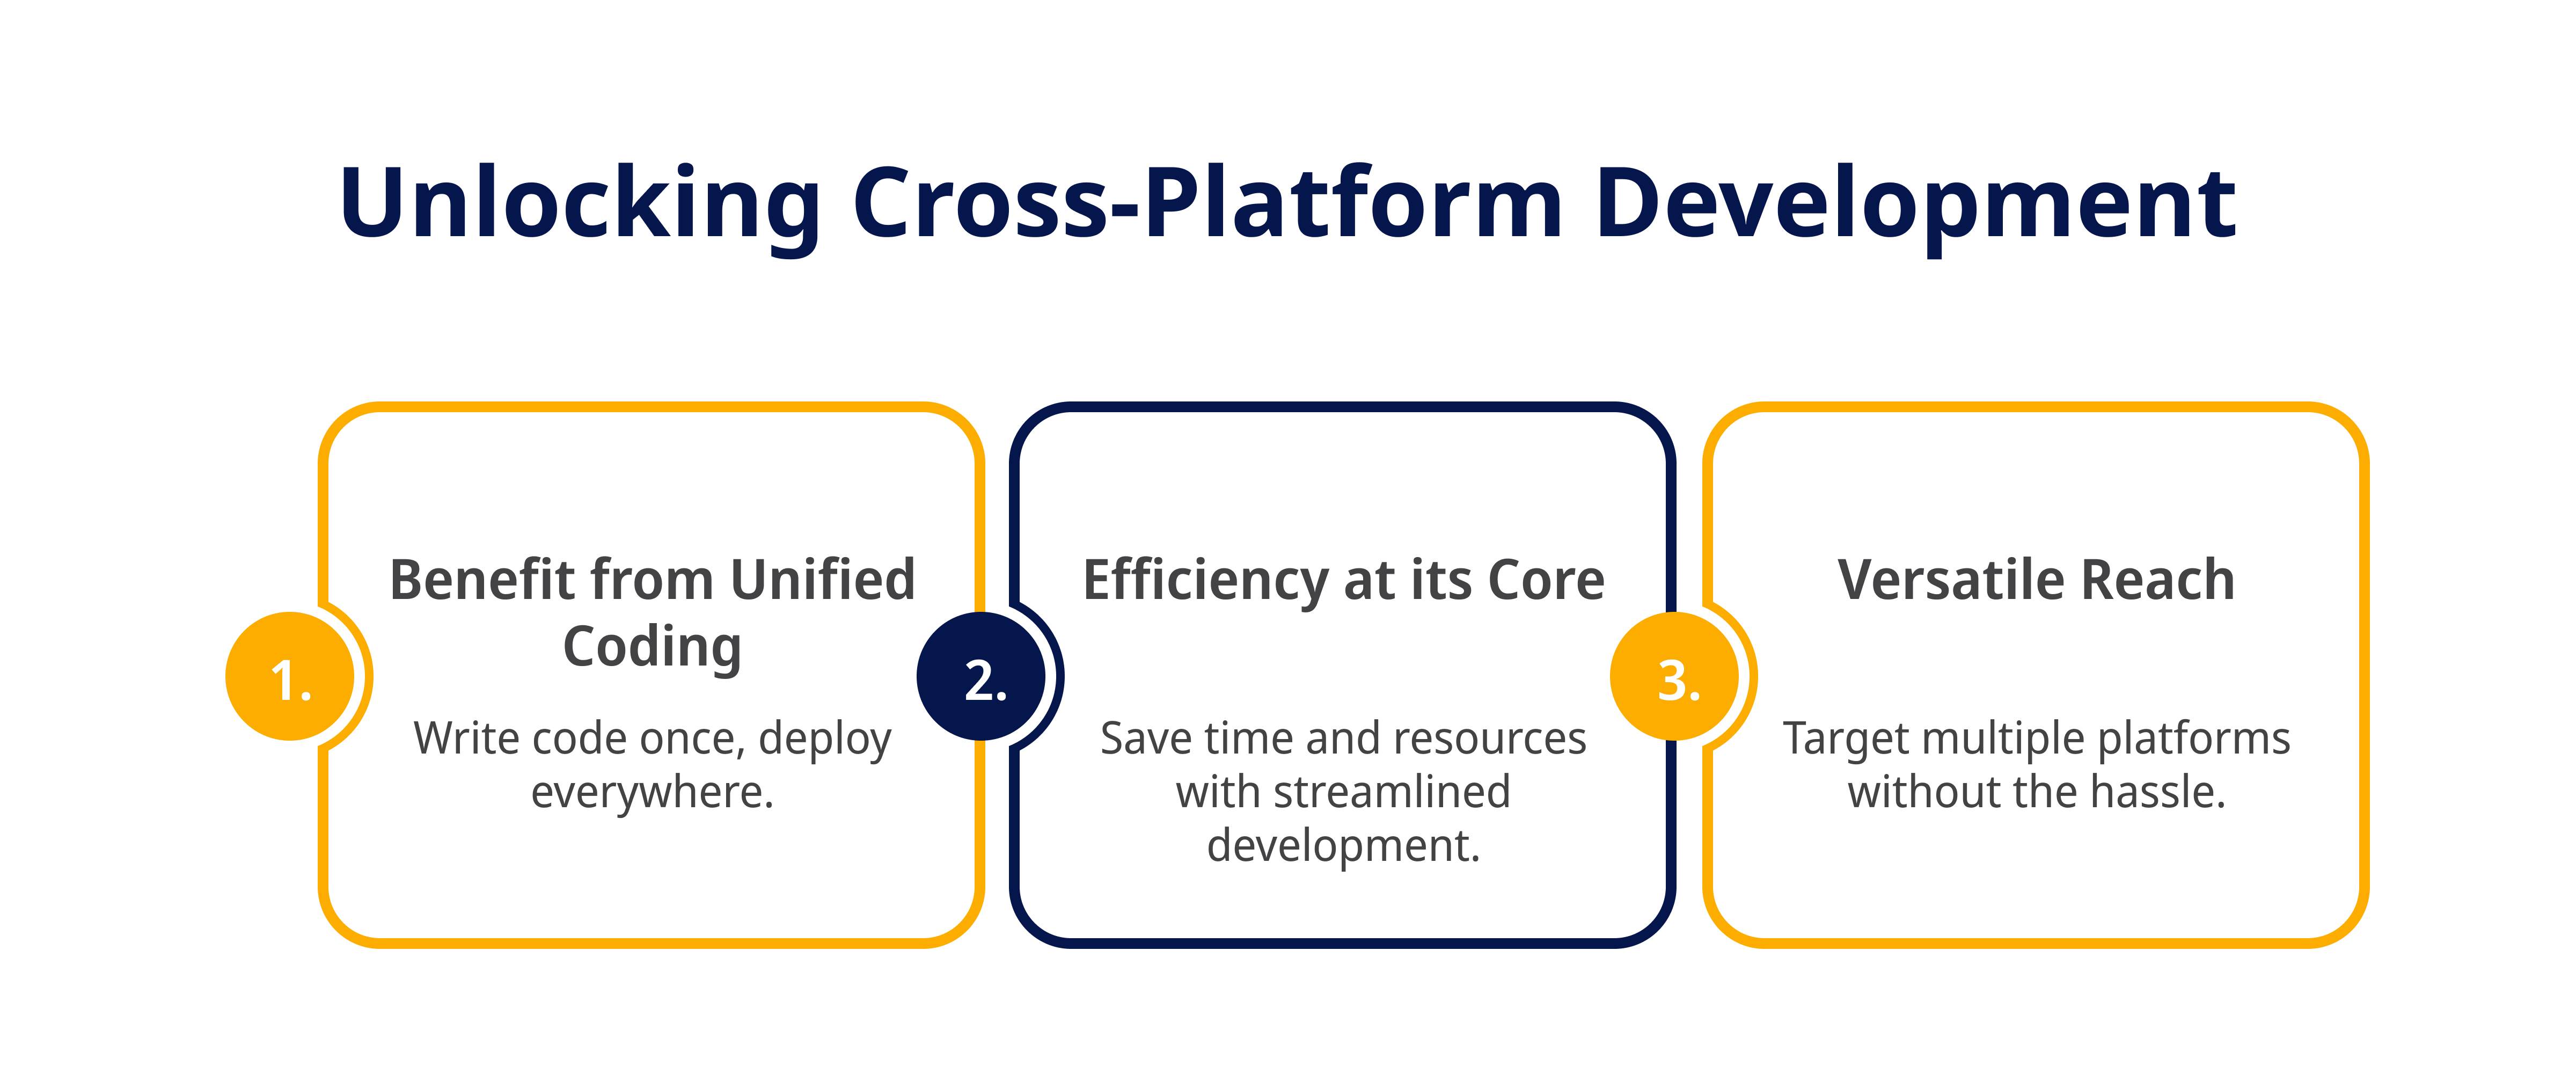 Unlocking Cross-Platform Development
1.
Benefit from Unified
Coding
Write code once, deploy
everywhere.
2.
Efficiency at its Core
Save time and resources
with streamlined
development.
3.
Versatile Reach
Target multiple platforms
without the hassle.